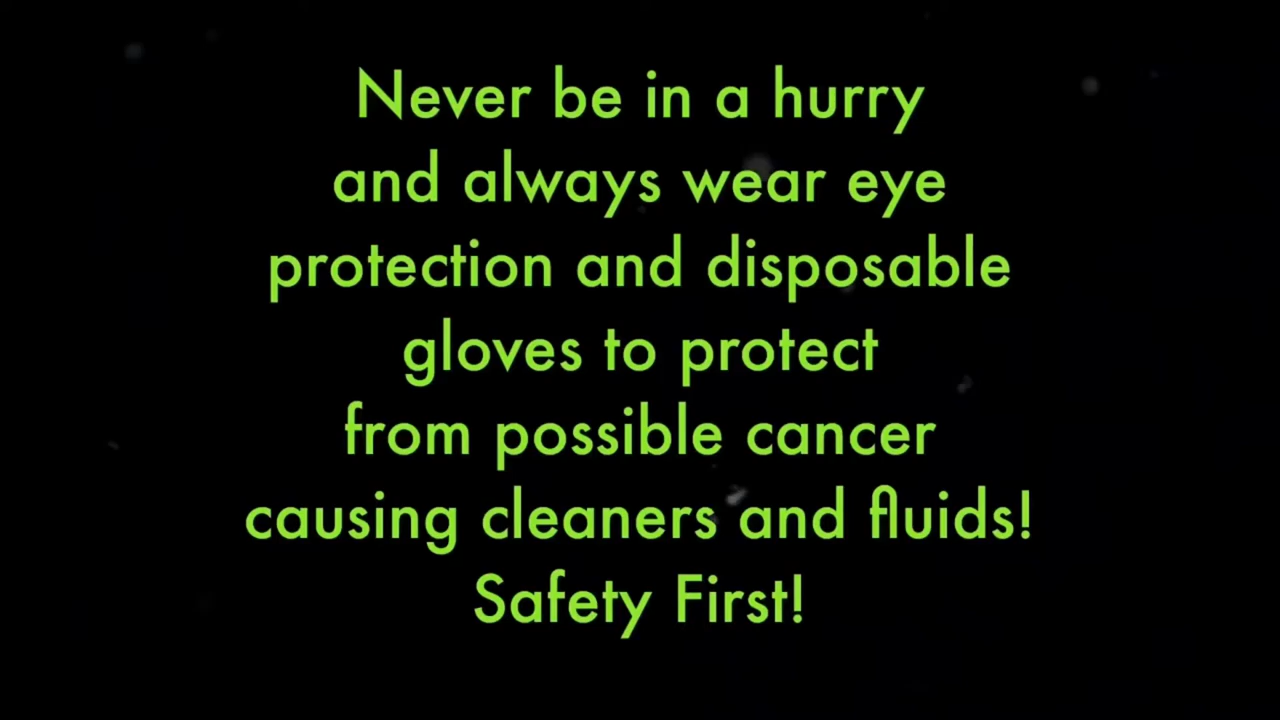 Never be in a hurry
and always wear eye
protection and disposable
gloves to protect
from possible cancer
causing cleaners and fluids!
Safety First!